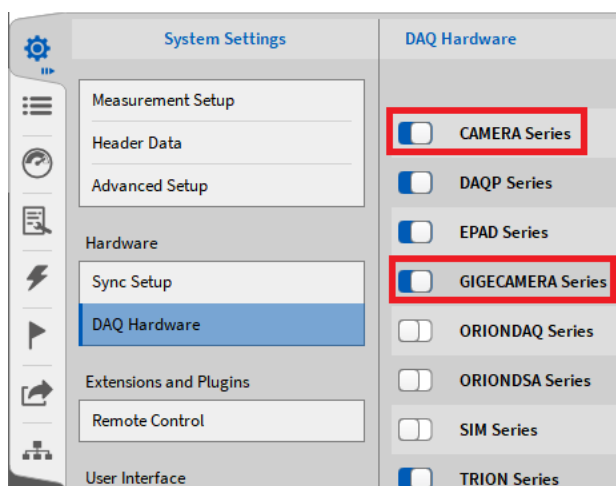 System Settings
Measurement Setup
Header Data
Advanced Setup
Hardware
Sync Setup
DAQ Hardware
Extensions and Plugins
Remote Control
User Interface
DAQ Hardware
CAMERA Series
DAQP Series
EPAD Series
GIGECAMERA Series
ORIONDAQ Series
ORIONDSA Series
SIM Series
TRION Series